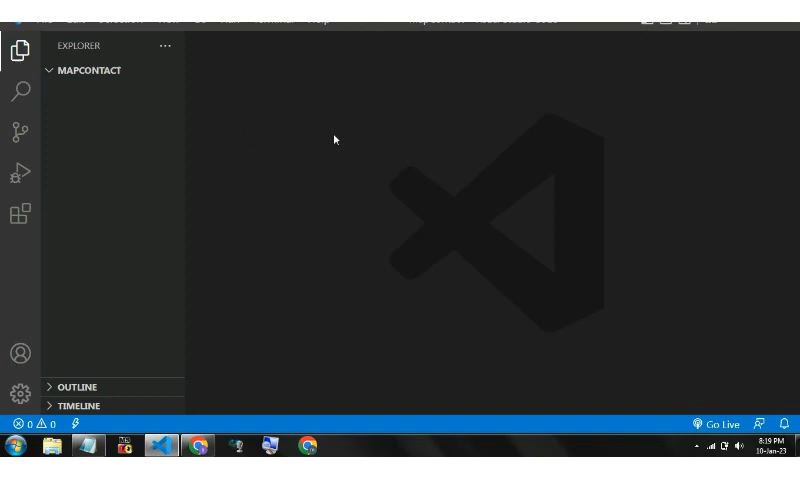 EXPLORER
MAPCONTACT
OUTLINE
TIMELINE
0 0
Go Live
8:19 PM
10-Jan-23